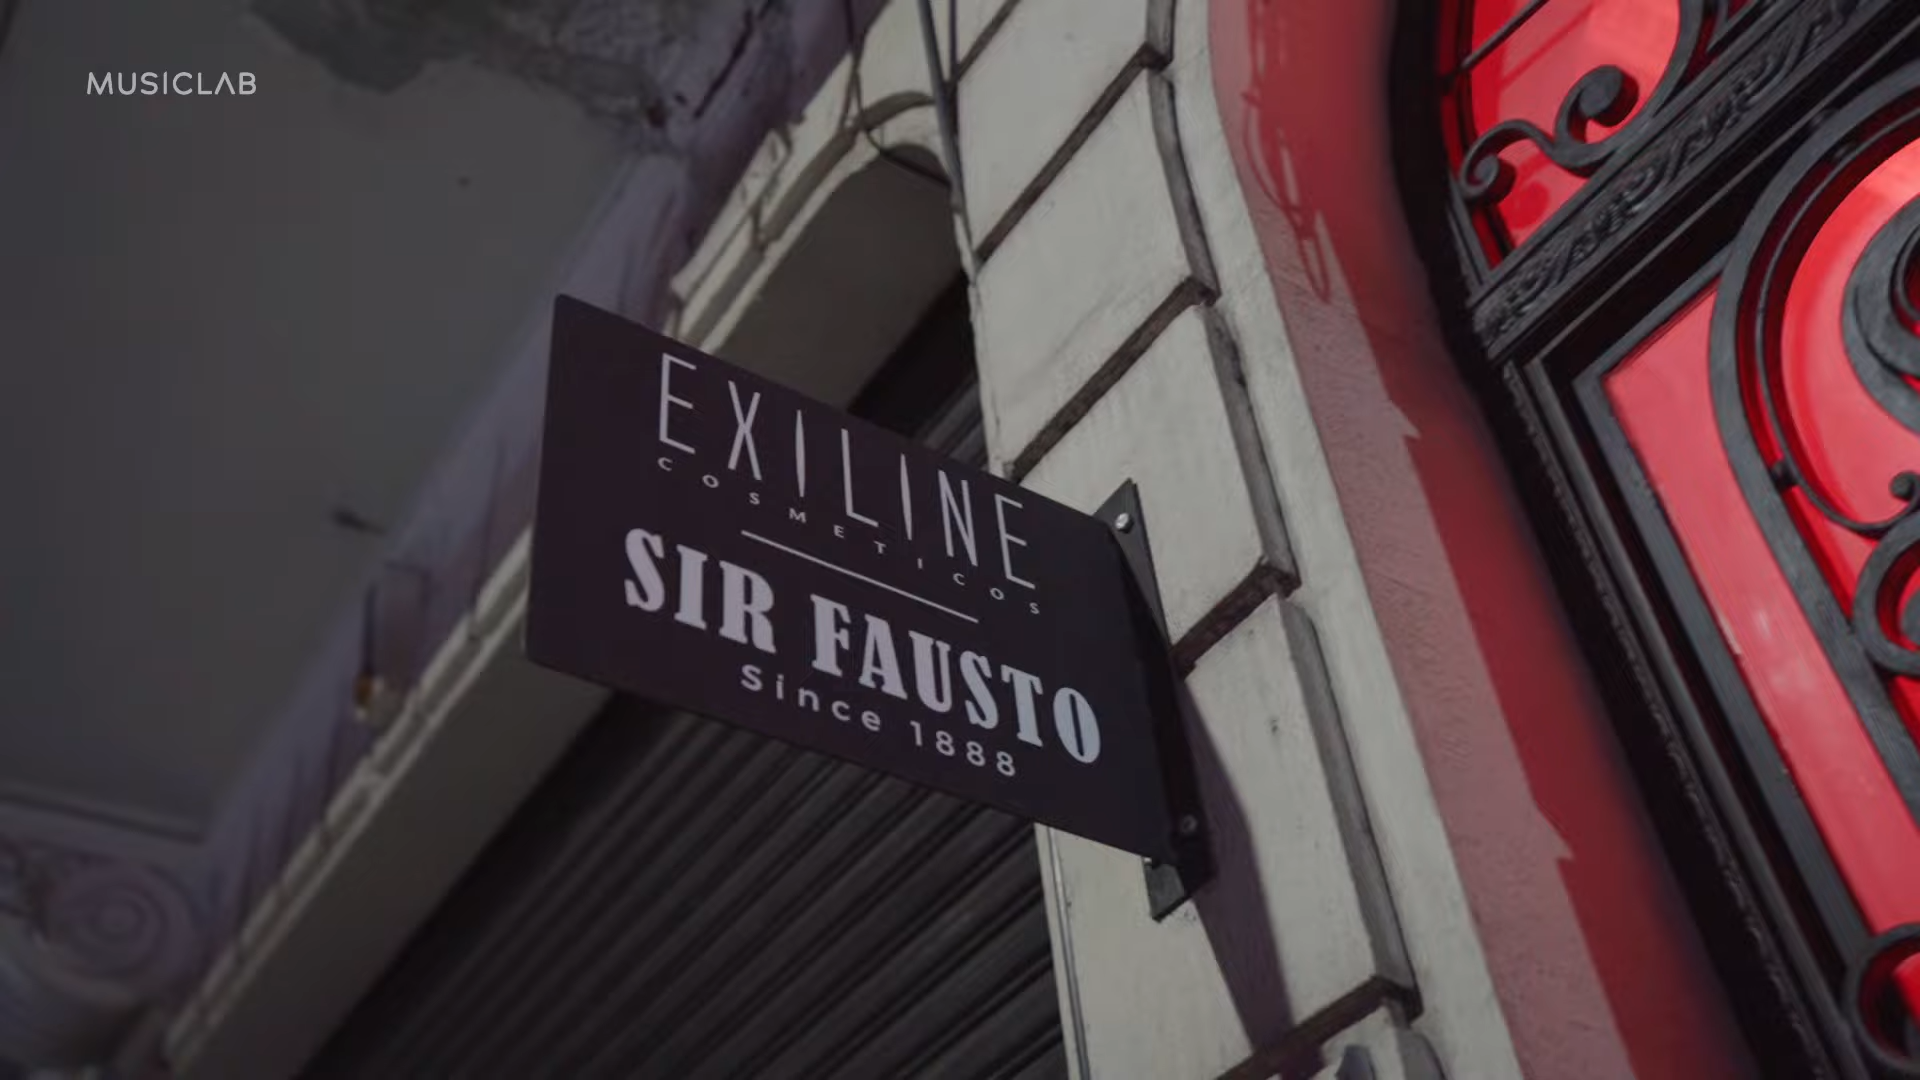 MUSICLAB
EXILINE
COSMETICOS
SIR FAUSTO
Since 1888